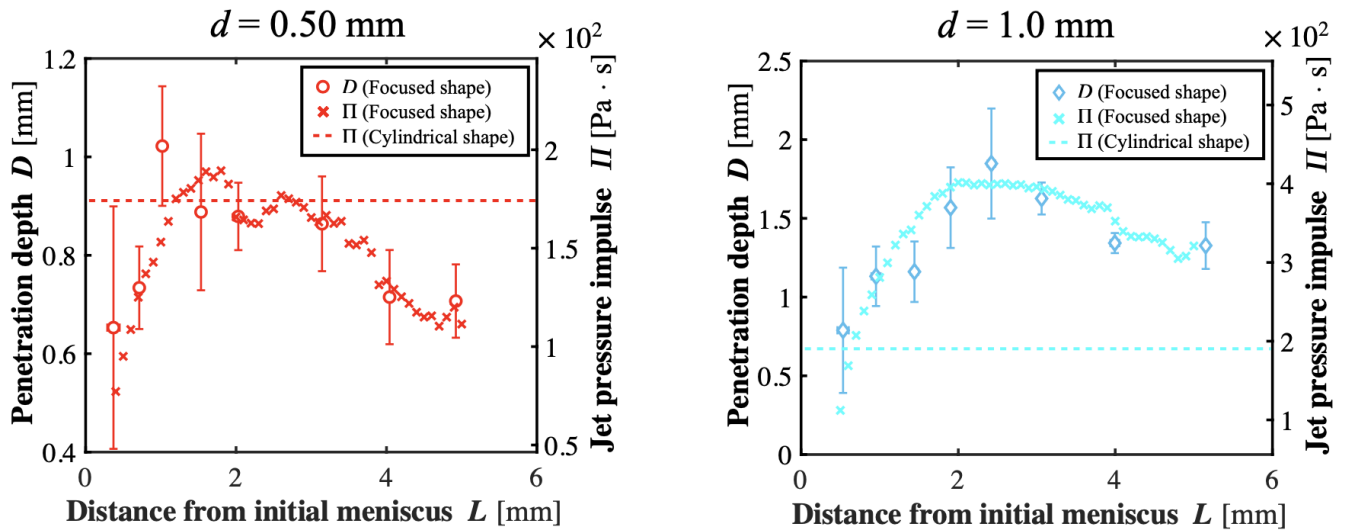 d = 0.50 mm
× 10²
Penetration depth D [mm]
1.2
1
0.8
0.6
0.4
D (Focused shape)
Π (Focused shape)
Π (Cylindrical shape)
2
1.5
1
0.5
Jet pressure impulse Π [Pa · s]
0
2
4
6
Distance from initial meniscus L [mm]
d = 1.0 mm
× 10²
Penetration depth D [mm]
2.5
2
1.5
1
0.5
0
D (Focused shape)
Π (Focused shape)
Π (Cylindrical shape)
5
4
3
2
1
Jet pressure impulse Π [Pa · s]
0
2
4
6
Distance from initial meniscus L [mm]